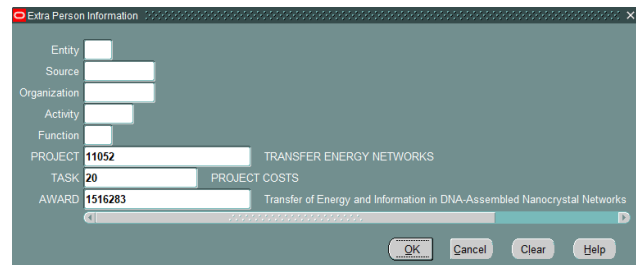 Extra Person Information
Entity
Source
Organization
Activity
Function
PROJECT 11052 TRANSFER ENERGY NETWORKS
TASK 20 PROJECT COSTS
AWARD 1516283 Transfer of Energy and Information in DNA-Assembled Nanocrystal Networks
OK Cancel Clear Help